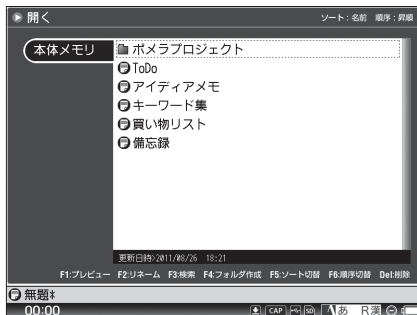 開く ソート：名前 順序：昇順
本体メモリ
ポメラプロジェクト
ToDo
アイディアメモ
キーワード集
買い物リスト
備忘録
更新日時>2011/08/26 18:21
F1:プレビュー F2:リネーム F3:検索 F4:フォルダ作成 F5:ソート切替 F6:順序切替 Del:削除
無題*
00:00 CAP SD あ R漢